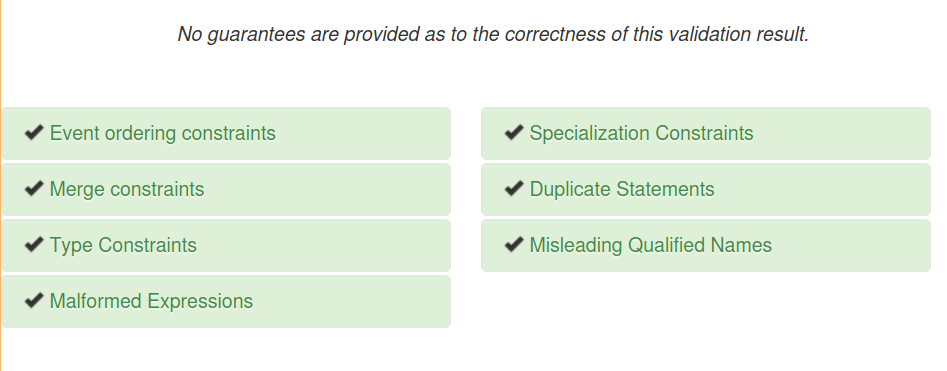 No guarantees are provided as to the correctness of this validation result.
Event ordering constraints
Merge constraints
Type Constraints
Malformed Expressions
Specialization Constraints
Duplicate Statements
Misleading Qualified Names